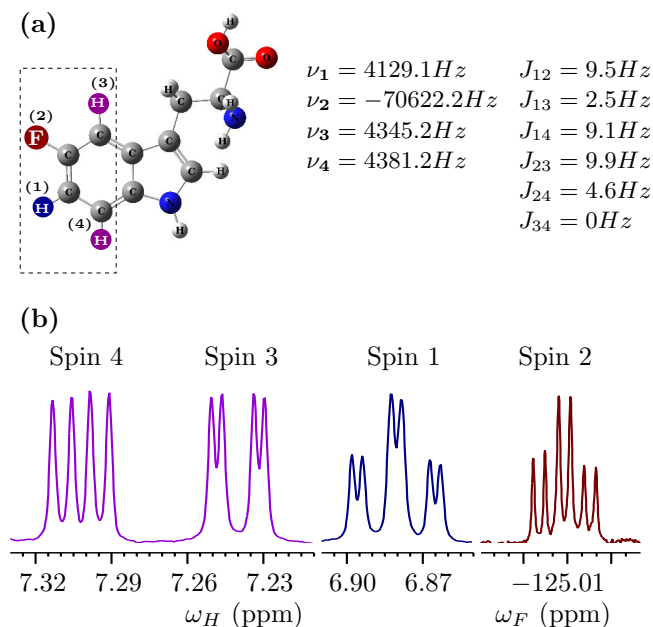 (a)
ν₁ = 4129.1Hz J₁₂ = 9.5Hz
ν₂ = −70622.2Hz J₁₃ = 2.5Hz
ν₃ = 4345.2Hz J₁₄ = 9.1Hz
ν₄ = 4381.2Hz J₂₃ = 9.9Hz
J₂₄ = 4.6Hz
J₃₄ = 0Hz
H
O C O
(3)
H H C C H
(2) H N
F C C C H
C C C H
(1)
H C C N
(4) C
H H
(b)
Spin 4 Spin 3 Spin 1 Spin 2
7.32 7.29 7.26 7.23 6.90 6.87 −125.01
ω_H (ppm) ω_F (ppm)